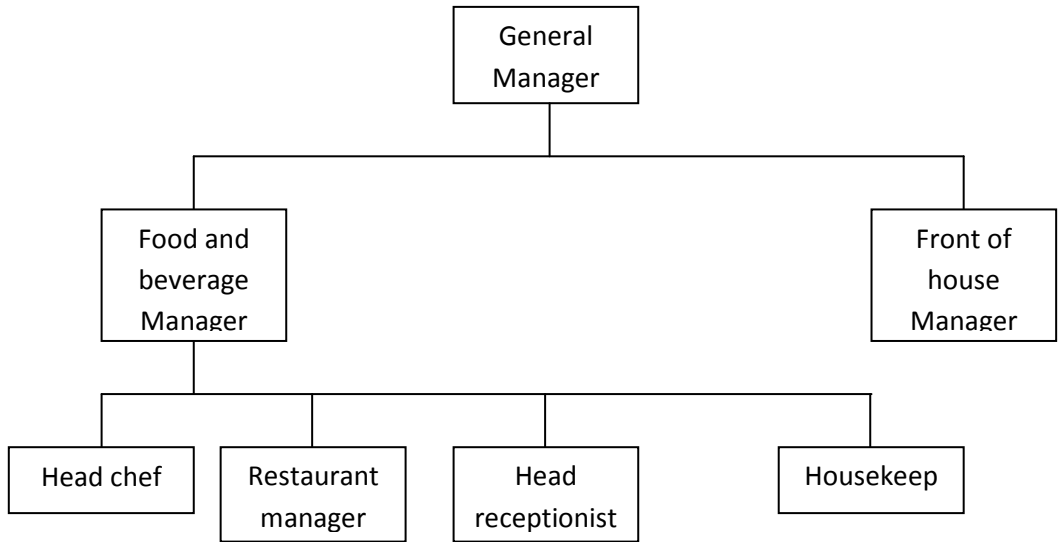 General
Manager
Food and
beverage
Manager
Front of
house
Manager
Head chef
Restaurant
manager
Head
receptionist
Housekeep